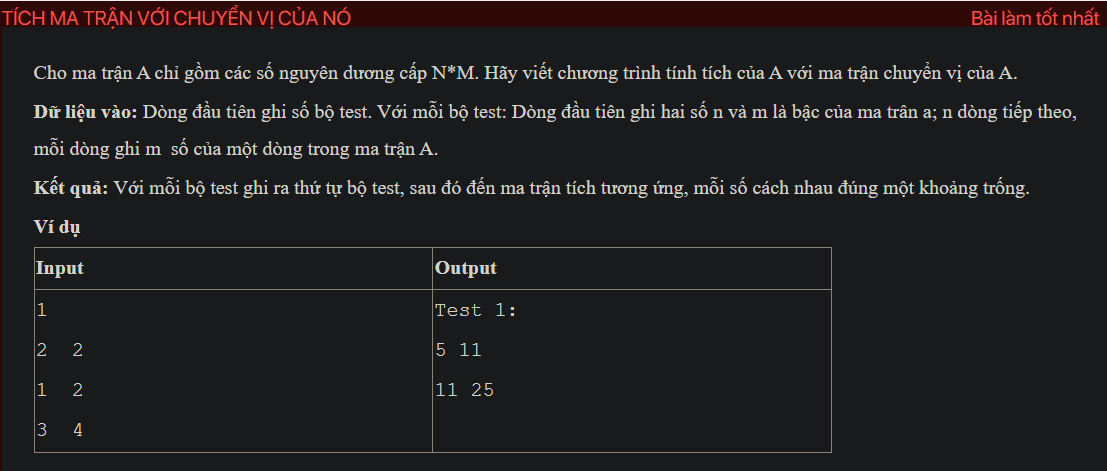 TÍCH MA TRẬN VỚI CHUYỂN VỊ CỦA NÓ
Bài làm tốt nhất
Cho ma trận A chỉ gồm các số nguyên dương cấp N*M. Hãy viết chương trình tính tích của A với ma trận chuyển vị của A.
Dữ liệu vào: Dòng đầu tiên ghi số bộ test. Với mỗi bộ test: Dòng đầu tiên ghi hai số n và m là bậc của ma trân a; n dòng tiếp theo,
mỗi dòng ghi m số của một dòng trong ma trận A.
Kết quả: Với mỗi bộ test ghi ra thứ tự bộ test, sau đó đến ma trận tích tương ứng, mỗi số cách nhau đúng một khoảng trống.
Ví dụ
Input Output
1 Test 1:
2 2 5 11
1 2 11 25
3 4